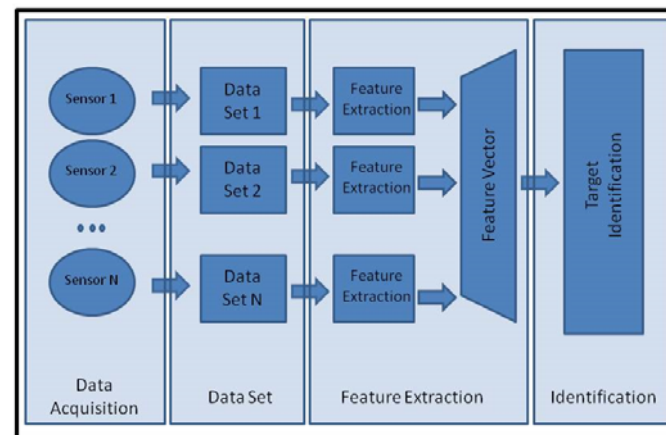 Sensor 1
Data
Set 1
Feature
Extraction
Sensor 2
Data
Set 2
Feature
Extraction
•••
Sensor N
Data
Set N
Feature
Extraction
Feature Vector
Target
Identification
Data
Acquisition
Data Set
Feature Extraction
Identification